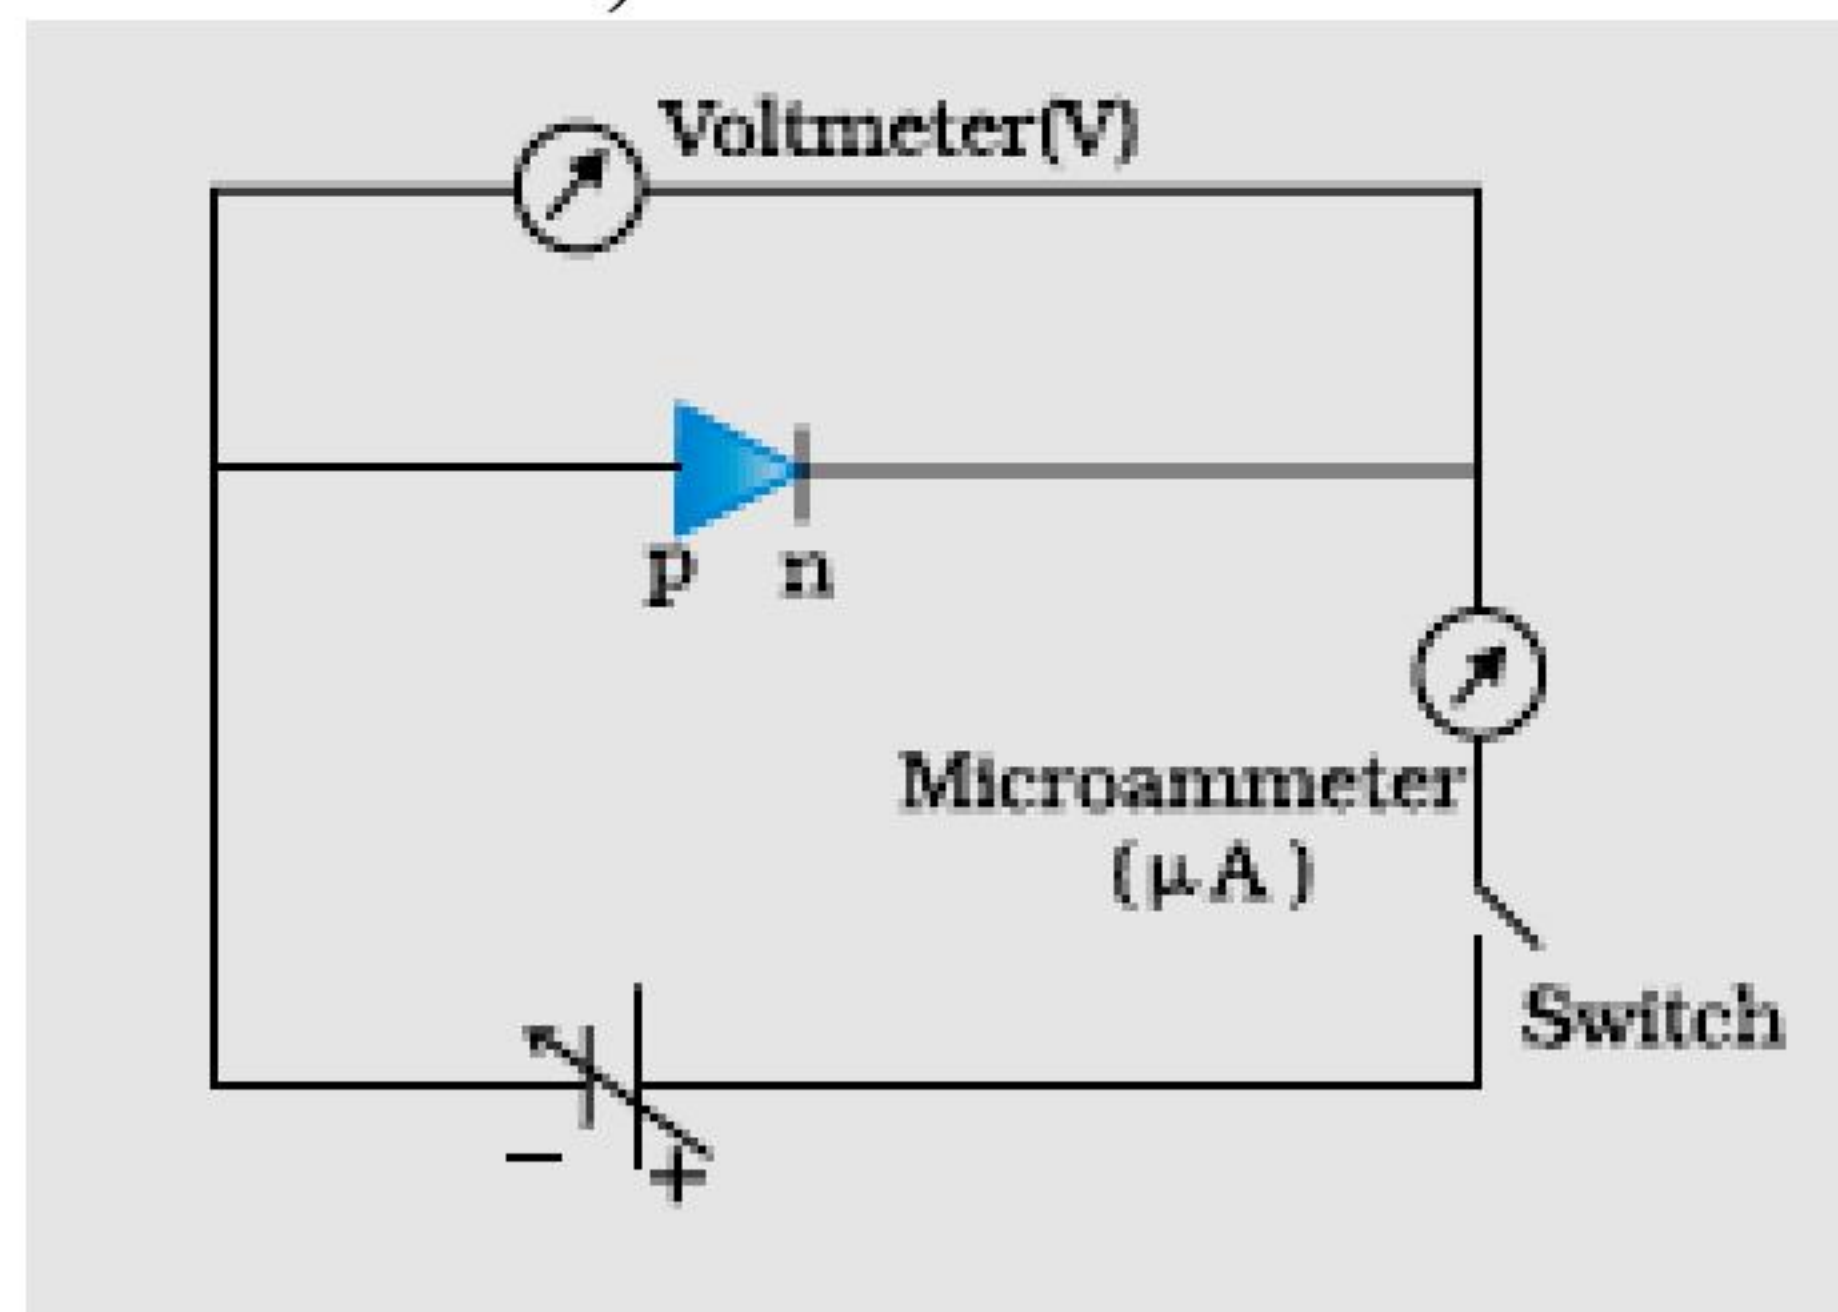 Voltmeter(V)
p n
Microammeter
(μA)
Switch
– +